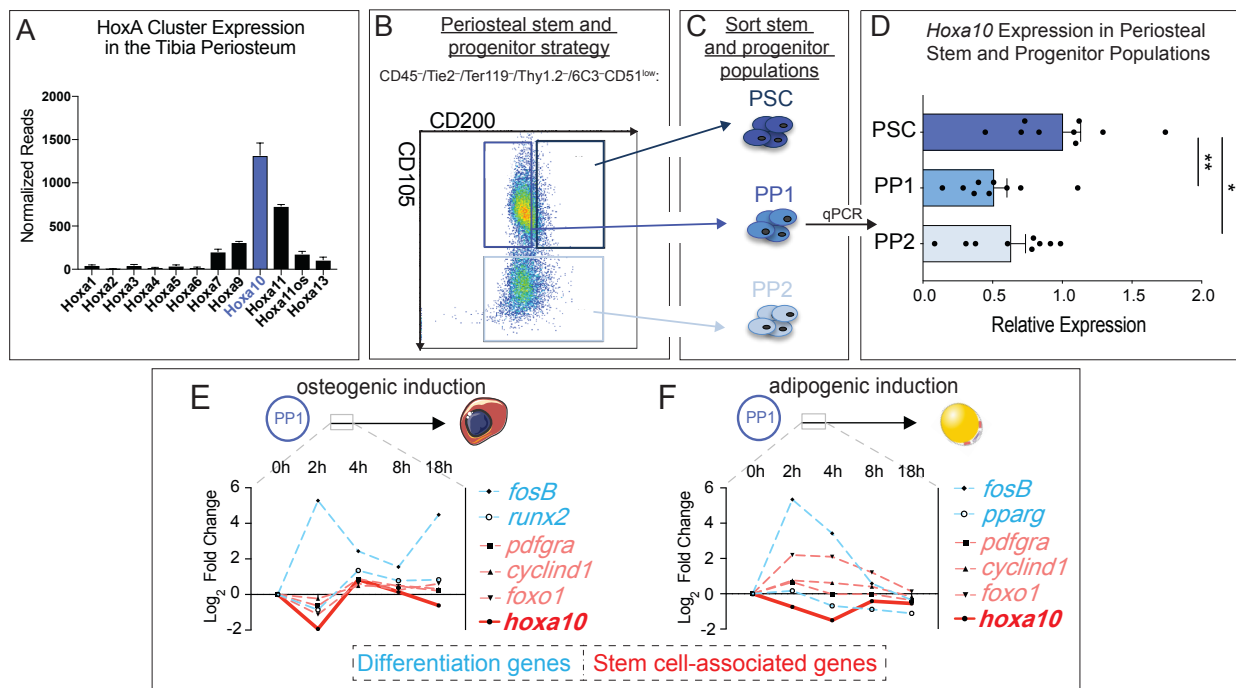 A
HoxA Cluster Expression
in the Tibia Periosteum
Normalized Reads
2000
1500
1000
500
0
Hoxa1
Hoxa2
Hoxa3
Hoxa4
Hoxa5
Hoxa6
Hoxa7
Hoxa9
Hoxa10
Hoxa11
Hoxa11os
Hoxa13
B
Periosteal stem and
progenitor strategy
CD45⁻/Tie2⁻/Ter119⁻/Thy1.2⁻/6C3⁻CD51ˡᵒʷ:
CD200
CD105
C
Sort stem
and progenitor
populations
PSC
PP1
PP2
qPCR
D
Hoxa10 Expression in Periosteal
Stem and Progenitor Populations
PSC
PP1
PP2
**
*
0.0 0.5 1.0 1.5 2.0
Relative Expression
E
osteogenic induction
PP1
0h 2h 4h 8h 18h
Log₂ Fold Change
6
4
2
0
-2
fosB
runx2
pdfgra
cyclind1
foxo1
hoxa10
F
adipogenic induction
PP1
0h 2h 4h 8h 18h
Log₂ Fold Change
6
4
2
0
-2
fosB
pparg
pdfgra
cyclind1
foxo1
hoxa10
Differentiation genes Stem cell-associated genes